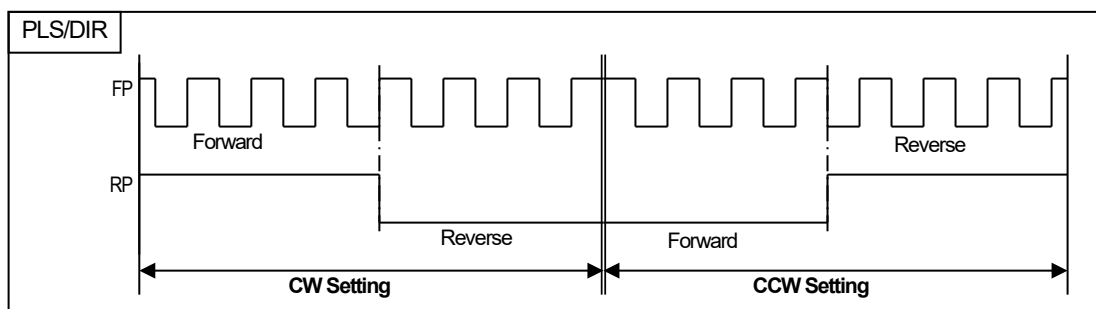 PLS/DIR
FP
Forward
Reverse
RP
Reverse
Forward
CW Setting
CCW Setting